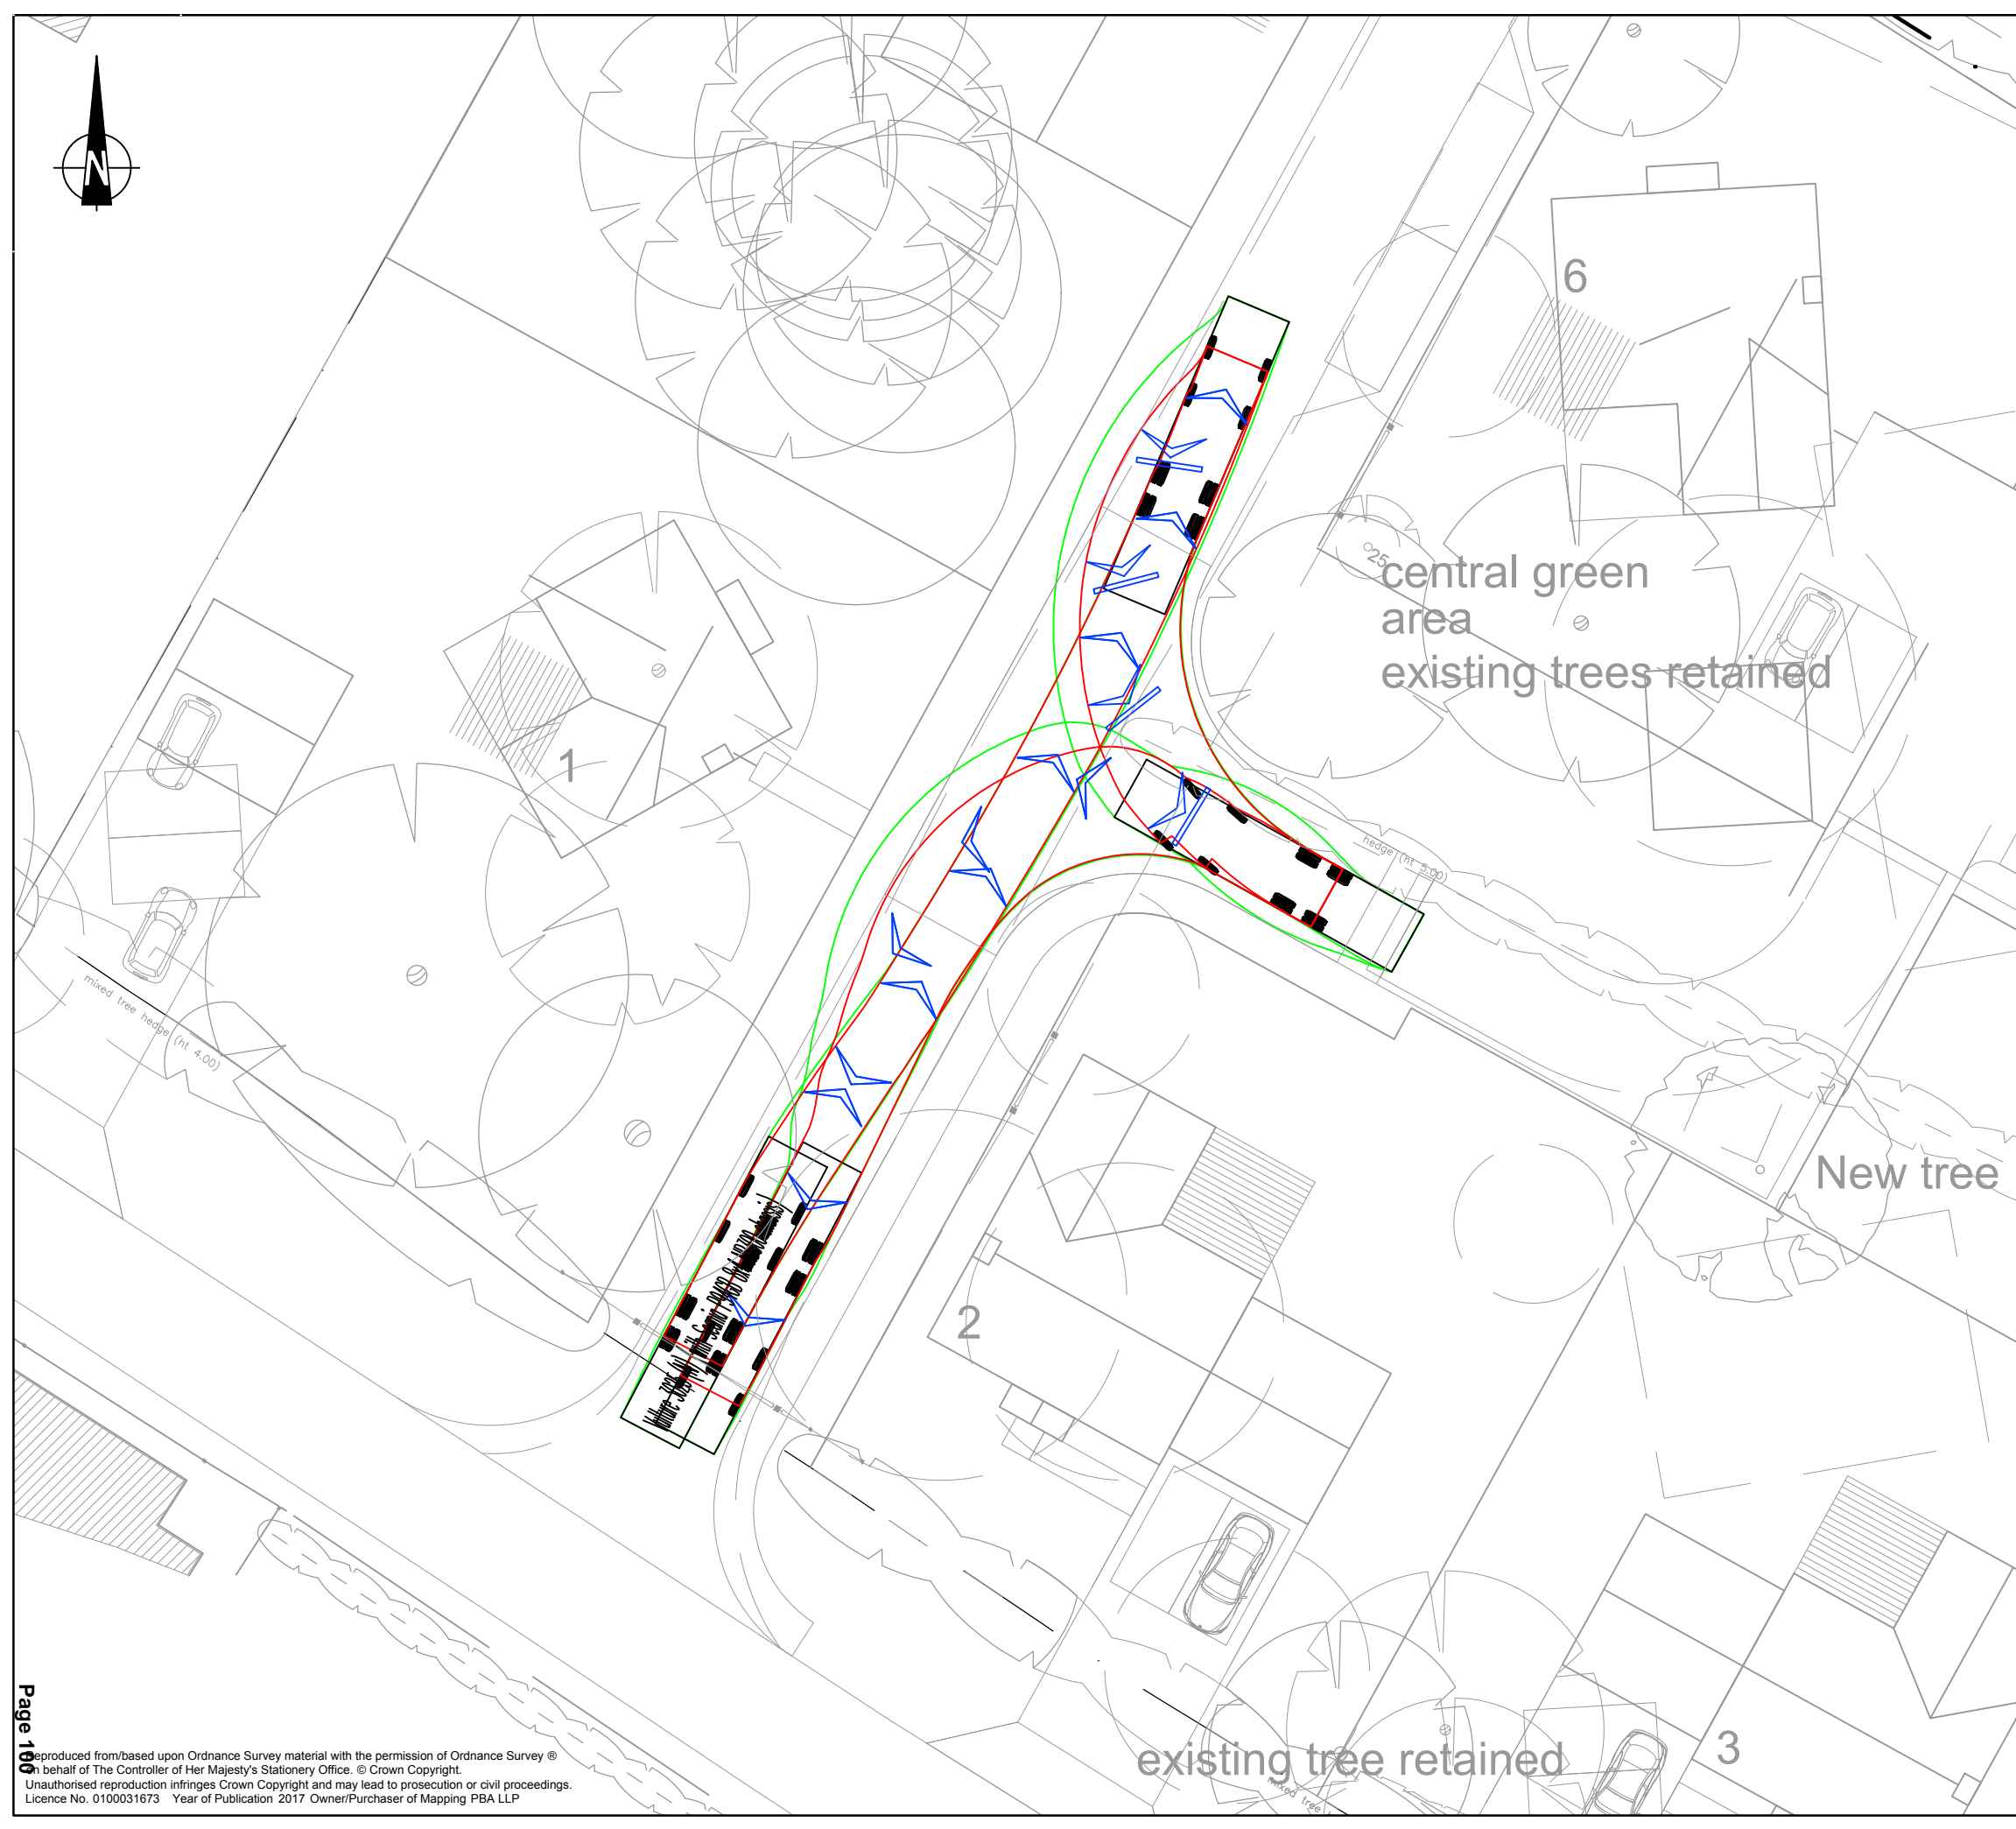 N
6
25
central green
area
existing trees retained
1
hedge (ht 5.00)
mixed tree hedge (ht 4.00)
New tree
2
3
existing tree retained
mixed tree
Page 100
Reproduced from/based upon Ordnance Survey material with the permission of Ordnance Survey ®
on behalf of The Controller of Her Majesty's Stationery Office. © Crown Copyright.
Unauthorised reproduction infringes Crown Copyright and may lead to prosecution or civil proceedings.
Licence No. 0100031673 Year of Publication 2017 Owner/Purchaser of Mapping PBA LLP